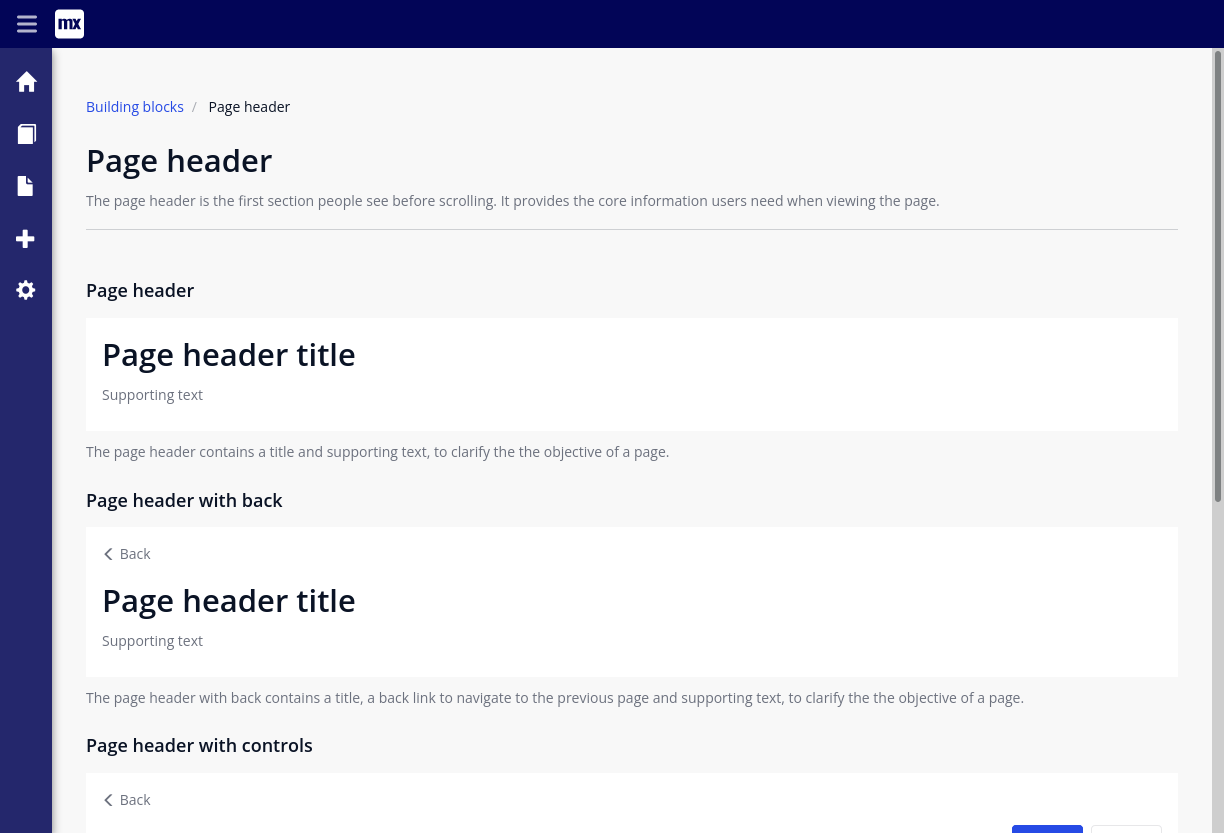 mx
Building blocks / Page header
Page header
The page header is the first section people see before scrolling. It provides the core information users need when viewing the page.
Page header
Page header title
Supporting text
The page header contains a title and supporting text, to clarify the the objective of a page.
Page header with back
Back
Page header title
Supporting text
The page header with back contains a title, a back link to navigate to the previous page and supporting text, to clarify the the objective of a page.
Page header with controls
Back